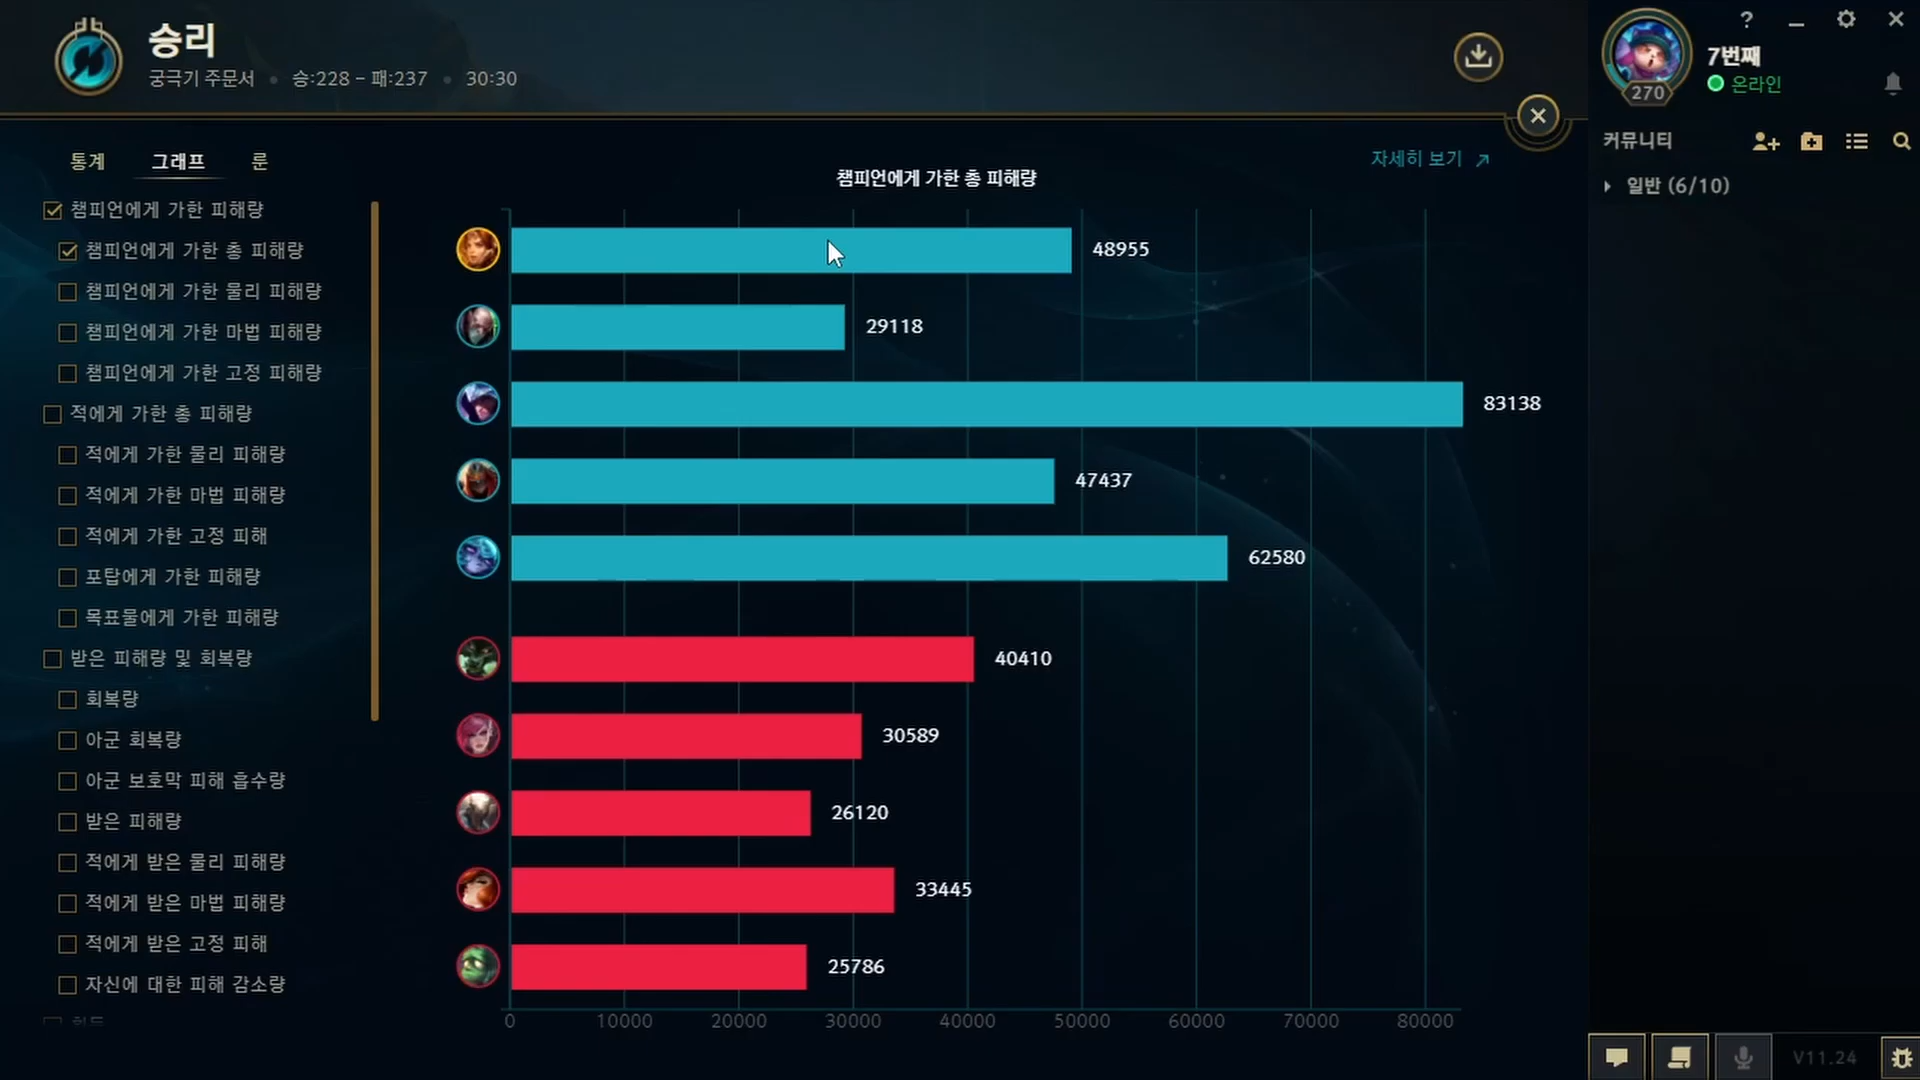 승리
궁극기 주문서 • 승:228 – 패:237 • 30:30
?
7번째
온라인
270
커뮤니티
일반 (6/10)
통계 그래프 룬
자세히 보기
챔피언에게 가한 총 피해량
챔피언에게 가한 피해량
챔피언에게 가한 총 피해량
챔피언에게 가한 물리 피해량
챔피언에게 가한 마법 피해량
챔피언에게 가한 고정 피해량
적에게 가한 총 피해량
적에게 가한 물리 피해량
적에게 가한 마법 피해량
적에게 가한 고정 피해
포탑에게 가한 피해량
목표물에게 가한 피해량
받은 피해량 및 회복량
회복량
아군 회복량
아군 보호막 피해 흡수량
받은 피해량
적에게 받은 물리 피해량
적에게 받은 마법 피해량
적에게 받은 고정 피해
자신에 대한 피해 감소량
48955
29118
83138
47437
62580
40410
30589
26120
33445
25786
0 10000 20000 30000 40000 50000 60000 70000 80000
V11.24